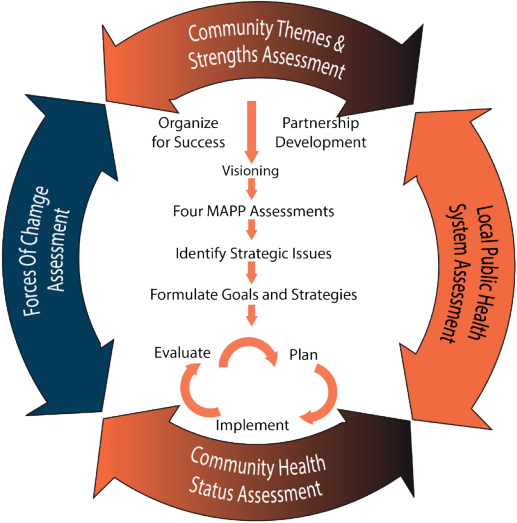 Community Themes &
Strengths Assessment
Organize
for Success
Partnership
Development
Visioning
Four MAPP Assessments
Identify Strategic Issues
Formulate Goals and Strategies
Evaluate
Plan
Implement
Forces Of Chamge
Assessment
Local Public Health
System Assessment
Community Health
Status Assessment